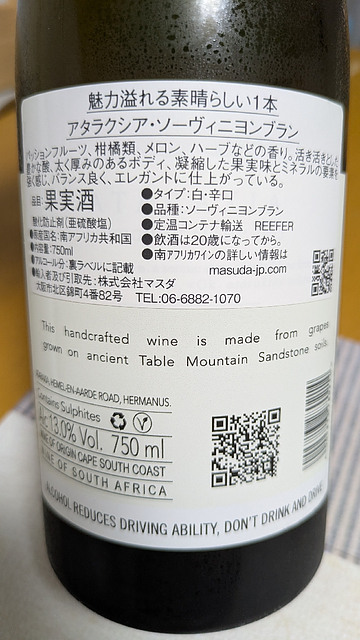 魅力溢れる素晴らしい1本
アタラクシア・ソーヴィニヨンブラン
パッションフルーツ、柑橘類、メロン、ハーブなどの香り。活き活きとした
豊かな酸、太く厚みのあるボディ、凝縮した果実味とミネラルの要素を
強く感じ、バランス良く、エレガントに仕上がっている。
品目:果実酒
酸化防止剤(亜硫酸塩)
●原産国名:南アフリカ共和国
●内容量:750ml
●アルコール分:裏ラベルに記載
●輸入者及び引取先:株式会社マスダ
大阪市北区錦町4番82号 TEL:06-6882-1070
●タイプ:白・辛口
●品種:ソーヴィニヨンブラン
●定温コンテナ輸送 REEFER
●飲酒は20歳になってから。
●南アフリカワインの詳しい情報は
masuda-jp.com
This handcrafted wine is made from grapes
grown on ancient Table Mountain Sandstone soils.
HEMEL-EN-AARDE ROAD, HERMANUS.
Contains Sulphites
Alc 13.0% Vol. 750 ml
WINE OF ORIGIN CAPE SOUTH COAST
WINE OF SOUTH AFRICA
ALCOHOL REDUCES DRIVING ABILITY, DON'T DRINK AND DRIVE